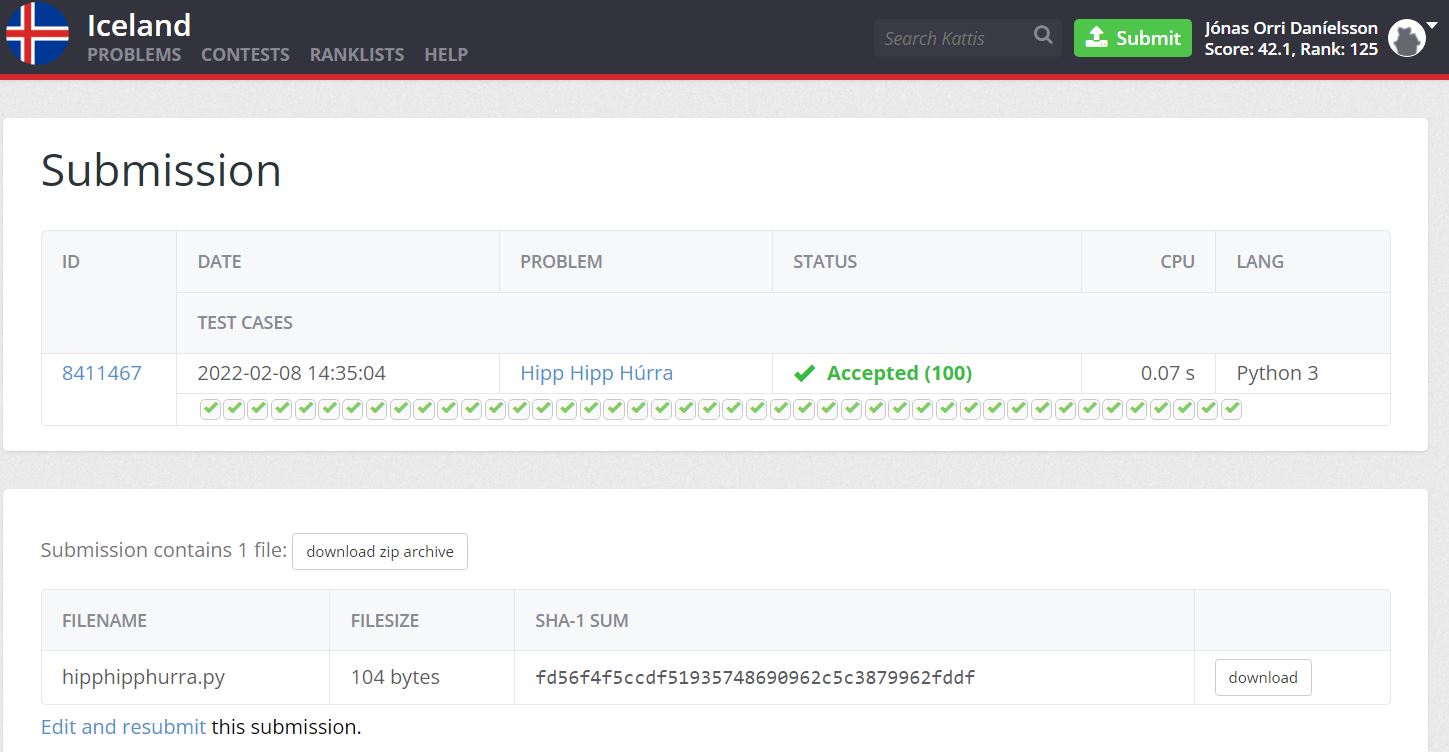 Iceland
PROBLEMS CONTESTS RANKLISTS HELP
Search Kattis
Submit
Jónas Orri Daníelsson
Score: 42.1, Rank: 125
Submission
ID DATE PROBLEM STATUS CPU LANG
TEST CASES
8411467 2022-02-08 14:35:04 Hipp Hipp Húrra Accepted (100) 0.07 s Python 3
Submission contains 1 file: download zip archive
FILENAME FILESIZE SHA-1 SUM
hipphipphurra.py 104 bytes fd56f4f5ccdf51935748690962c5c3879962fddf download
Edit and resubmit this submission.